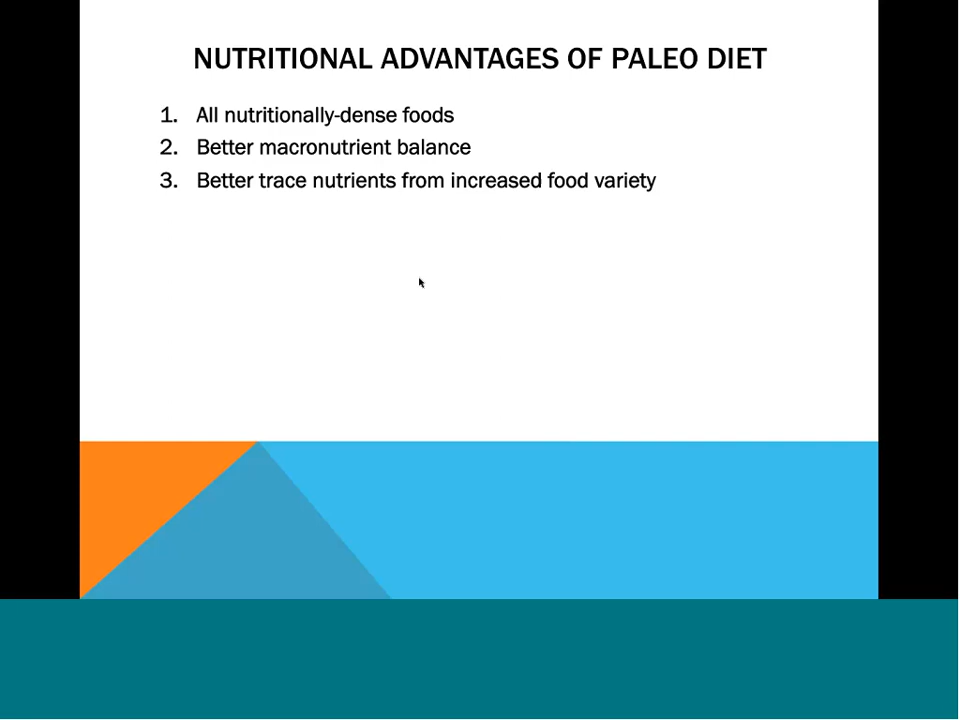 NUTRITIONAL ADVANTAGES OF PALEO DIET
1. All nutritionally-dense foods
2. Better macronutrient balance
3. Better trace nutrients from increased food variety